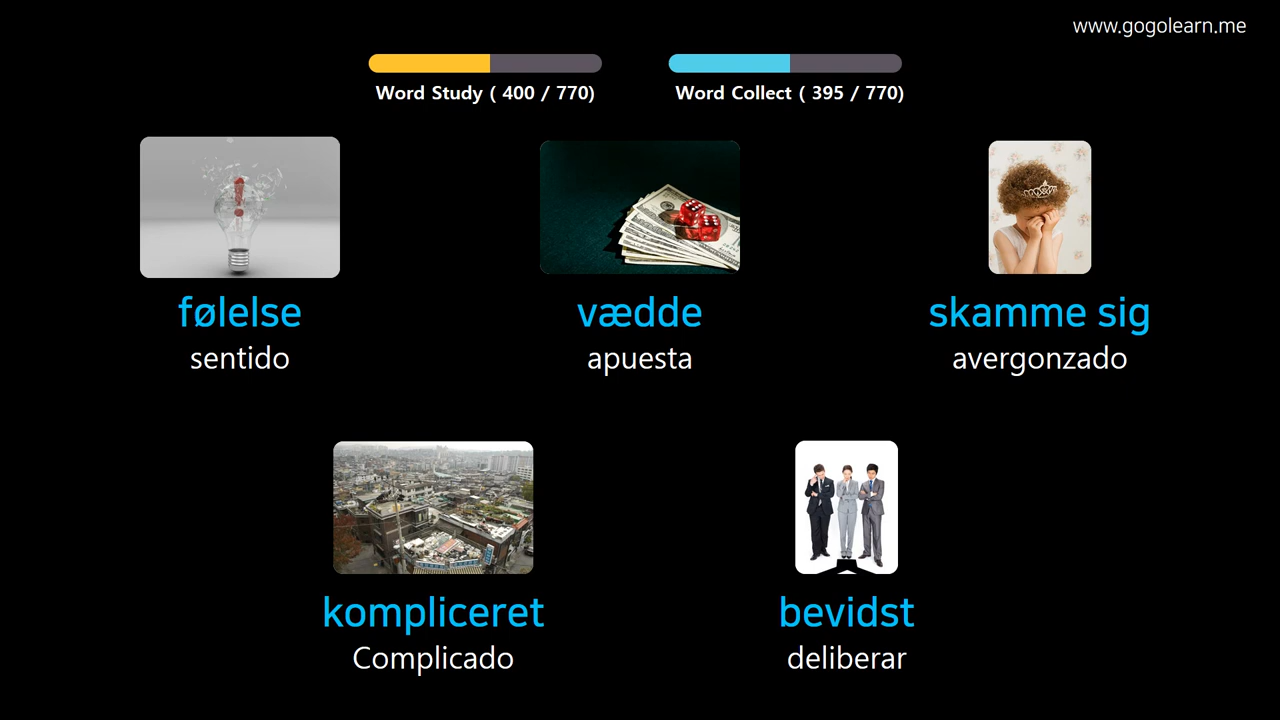 www.gogolearn.me
Word Study ( 400 / 770)
Word Collect ( 395 / 770)
følelse
sentido
vædde
apuesta
skamme sig
avergonzado
kompliceret
Complicado
bevidst
deliberar